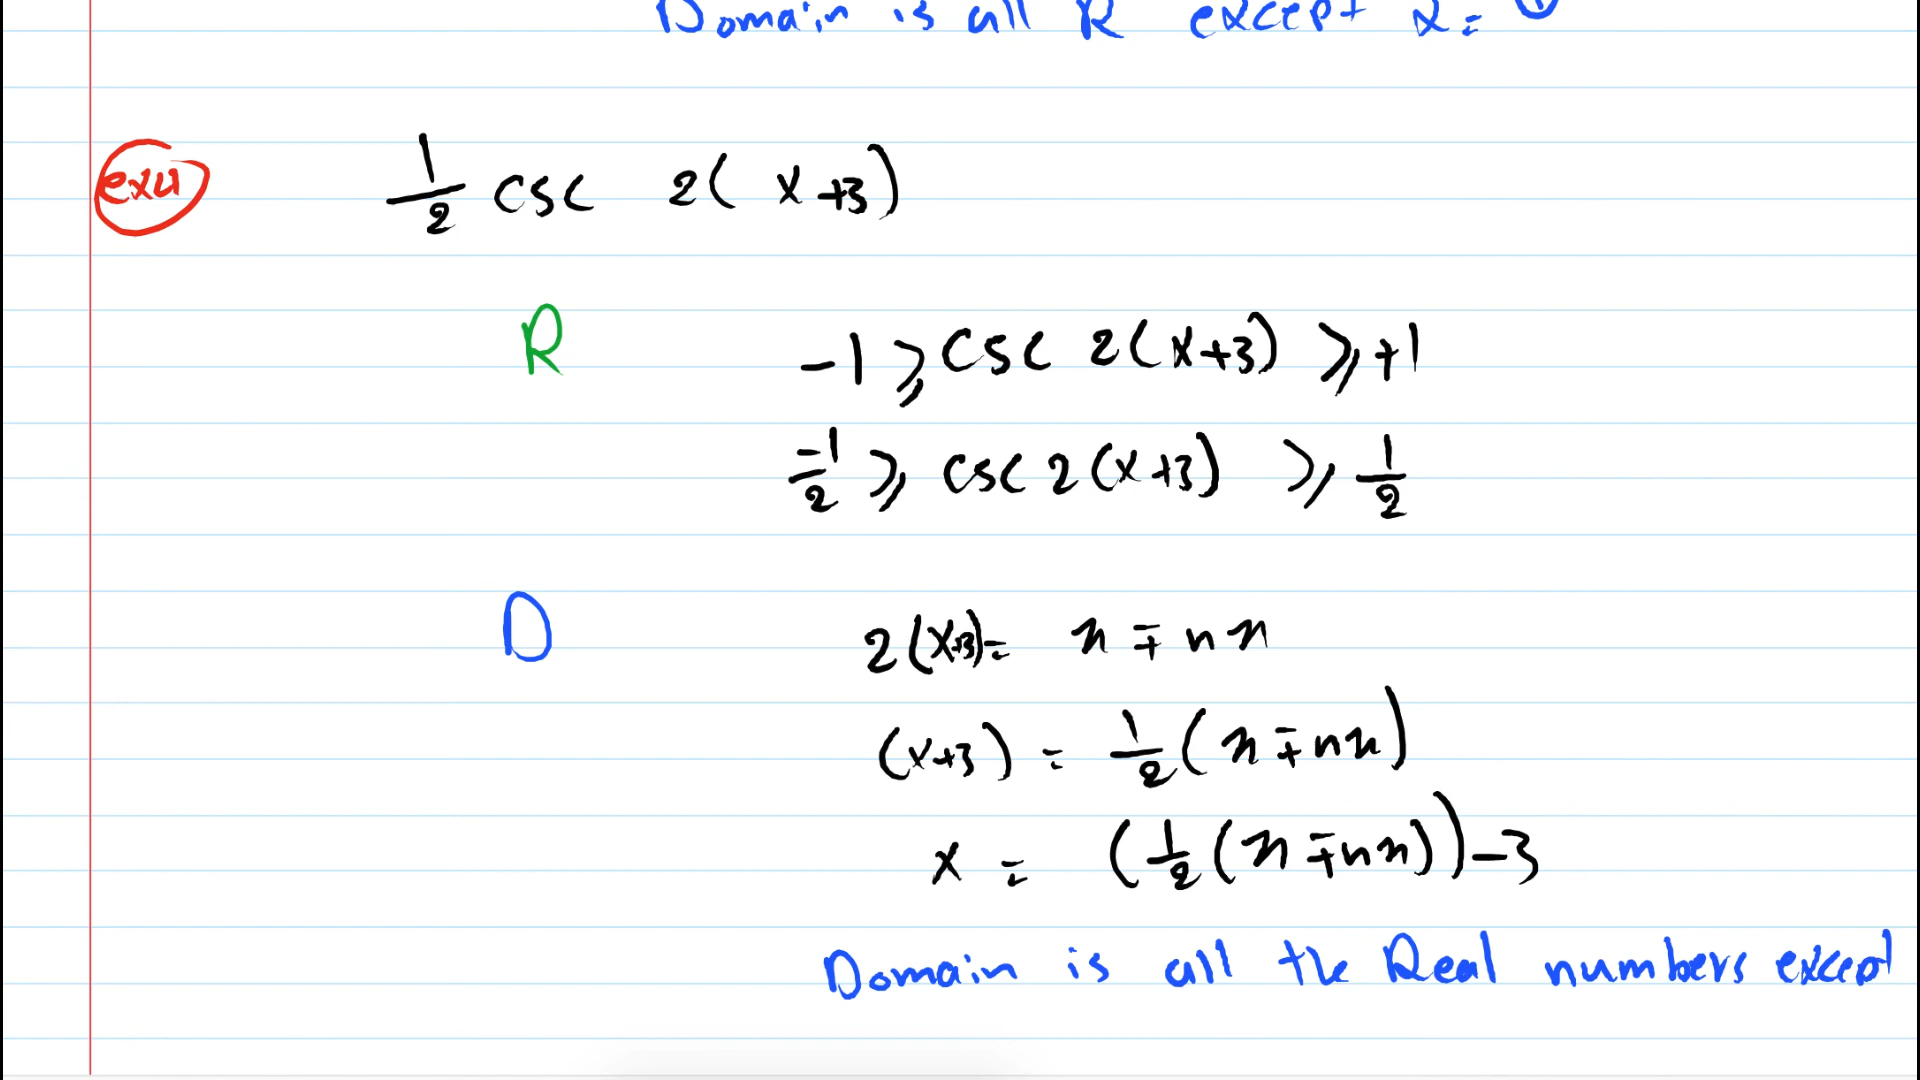 Domain is all R except x =
ex4
1/2 csc 2(x+3)
R
-1 ⩾ csc 2(x+3) ⩾ +1
-1/2 ⩾ csc 2(x+3) ⩾ 1/2
D
2(x+3) = π ∓ nπ
(x+3) = 1/2 (π ∓ nπ)
x = (1/2 (π ∓ nπ)) - 3
Domain is all the Real numbers except